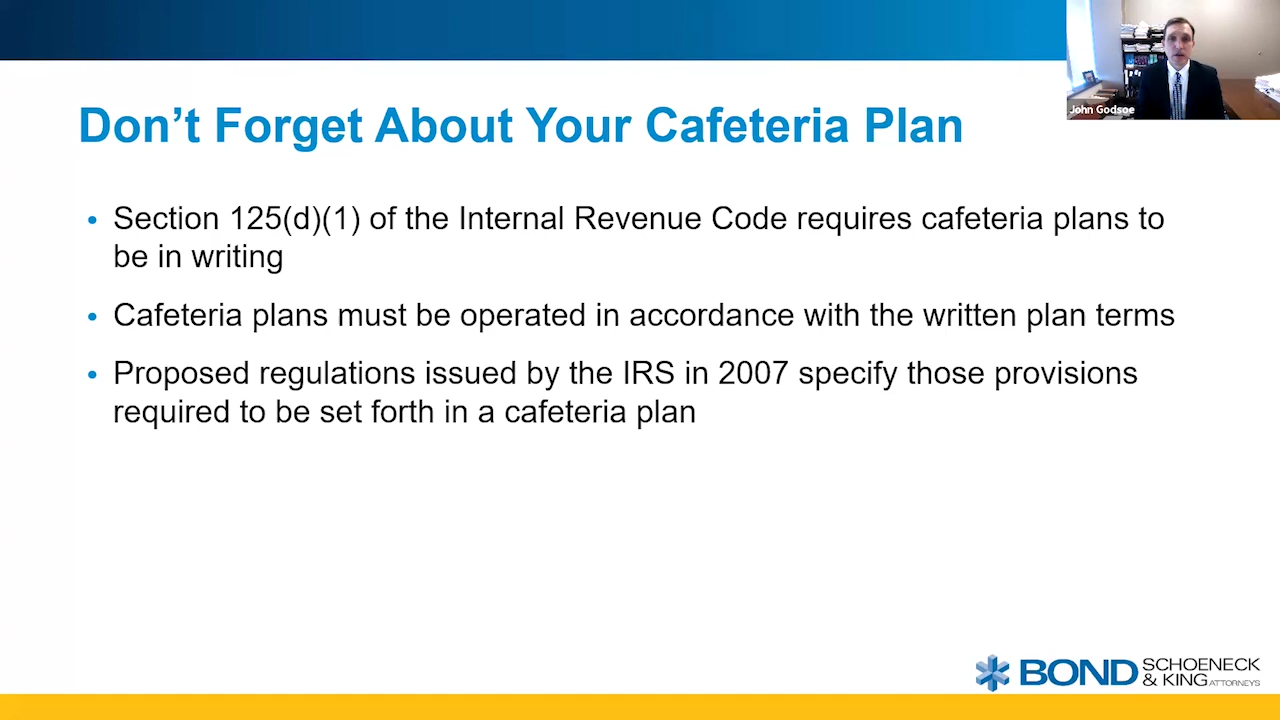 John Godsoe
Don't Forget About Your Cafeteria Plan
• Section 125(d)(1) of the Internal Revenue Code requires cafeteria plans to
be in writing
• Cafeteria plans must be operated in accordance with the written plan terms
• Proposed regulations issued by the IRS in 2007 specify those provisions
required to be set forth in a cafeteria plan
BOND SCHOENECK
& KING ATTORNEYS